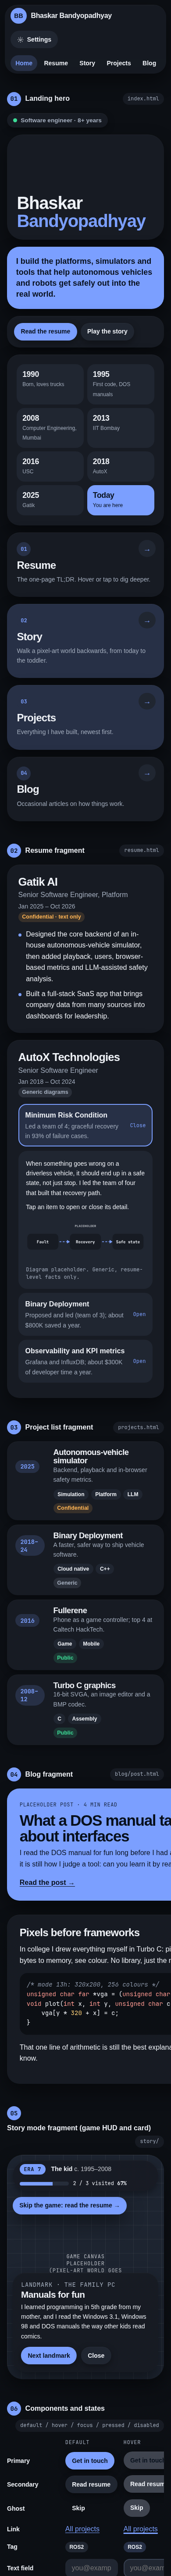 BB Bhaskar Bandyopadhyay
Settings
Home Resume Story Projects Blog
01 Landing hero index.html
Software engineer · 8+ years
Bhaskar
Bandyopadhyay
I build the platforms, simulators and
tools that help autonomous vehicles
and robots get safely out into the
real world.
Read the resume Play the story
1990
Born, loves trucks
1995
First code, DOS
manuals
2008
Computer Engineering,
Mumbai
2013
IIT Bombay
2016
USC
2018
AutoX
2025
Gatik
Today
You are here
01 →
Resume
The one-page TL;DR. Hover or tap to dig deeper.
02 →
Story
Walk a pixel-art world backwards, from today to
the toddler.
03 →
Projects
Everything I have built, newest first.
04 →
Blog
Occasional articles on how things work.
02 Resume fragment resume.html
Gatik AI
Senior Software Engineer, Platform
Jan 2025 – Oct 2026
Confidential · text only
Designed the core backend of an in-
house autonomous-vehicle simulator,
then added playback, users, browser-
based metrics and LLM-assisted safety
analysis.
Built a full-stack SaaS app that brings
company data from many sources into
dashboards for leadership.
AutoX Technologies
Senior Software Engineer
Jan 2018 – Oct 2024
Generic diagrams
Minimum Risk Condition
Led a team of 4; graceful recovery
in 93% of failure cases.
Close
When something goes wrong on a
driverless vehicle, it should end up in a safe
state, not just stop. I led the team of four
that built that recovery path.
Tap an item to open or close its detail.
PLACEHOLDER
Fault Recovery Safe state
Diagram placeholder. Generic, resume-
level facts only.
Binary Deployment
Proposed and led (team of 3); about
$800K saved a year.
Open
Observability and KPI metrics
Grafana and InfluxDB; about $300K
of developer time a year.
Open
03 Project list fragment projects.html
2025
Autonomous-vehicle
simulator
Backend, playback and in-browser
safety metrics.
Simulation Platform LLM
Confidential
2018–
24
Binary Deployment
A faster, safer way to ship vehicle
software.
Cloud native C++
Generic
2016
Fullerene
Phone as a game controller; top 4 at
Caltech HackTech.
Game Mobile
Public
2008–
12
Turbo C graphics
16-bit SVGA, an image editor and a
BMP codec.
C Assembly
Public
04 Blog fragment blog/post.html
PLACEHOLDER POST · 4 MIN READ
What a DOS manual ta
about interfaces
I read the DOS manual for fun long before I had a
it is still how I judge a tool: can you learn it by rea
Read the post →
Pixels before frameworks
In college I drew everything myself in Turbo C: pi
bytes to memory, see colour. No library, just the r
/* mode 13h: 320x200, 256 colours */
unsigned char far *vga = (unsigned char
void plot(int x, int y, unsigned char c
vga[y * 320 + x] = c;
}
That one line of arithmetic is still the best explana
know.
05
Story mode fragment (game HUD and card)
story/
ERA 7 The kid c. 1995–2008
2 / 3 visited 67%
Skip the game: read the resume →
GAME CANVAS
PLACEHOLDER
(PIXEL-ART WORLD GOES
LANDMARK · THE FAMILY PC
Manuals for fun
I learned programming in 5th grade from my
mother, and I read the Windows 3.1, Windows
98 and DOS manuals the way other kids read
comics.
Next landmark Close
06 Components and states
default / hover / focus / pressed / disabled
DEFAULT HOVER
Primary Get in touch Get in touch
Secondary Read resume Read resum
Ghost Skip Skip
Link All projects All projects
Tag ROS2 ROS2
Text field you@examp you@examp